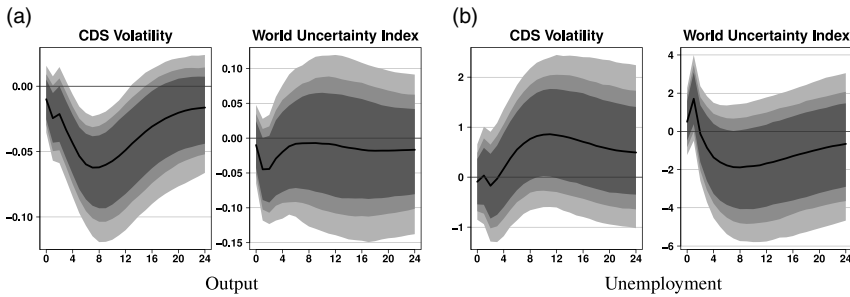 (a)
(b)
CDS Volatility
World Uncertainty Index
CDS Volatility
World Uncertainty Index
0.00
−0.05
−0.10
0 4 8 12 16 20 24
0.10
0.05
0.00
−0.05
−0.10
−0.15
0 4 8 12 16 20 24
2
1
0
−1
0 4 8 12 16 20 24
4
2
0
−2
−4
−6
0 4 8 12 16 20 24
Output
Unemployment